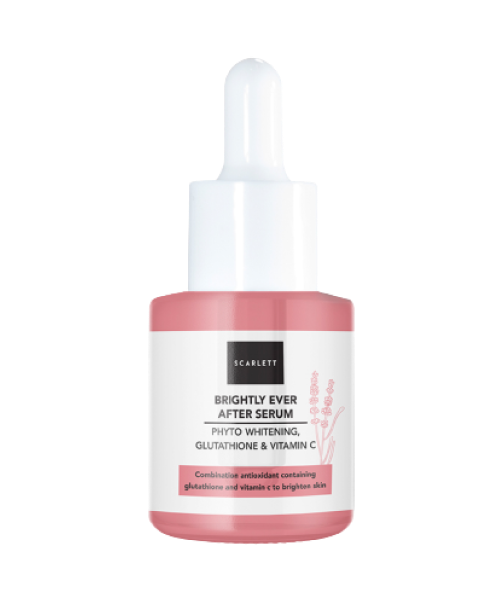 SCARLETT
BRIGHTLY EVER
AFTER SERUM
PHYTO WHITENING,
GLUTATHIONE & VITAMIN C
Combination antioxidant containing
glutathione and vitamin c to brighten skin